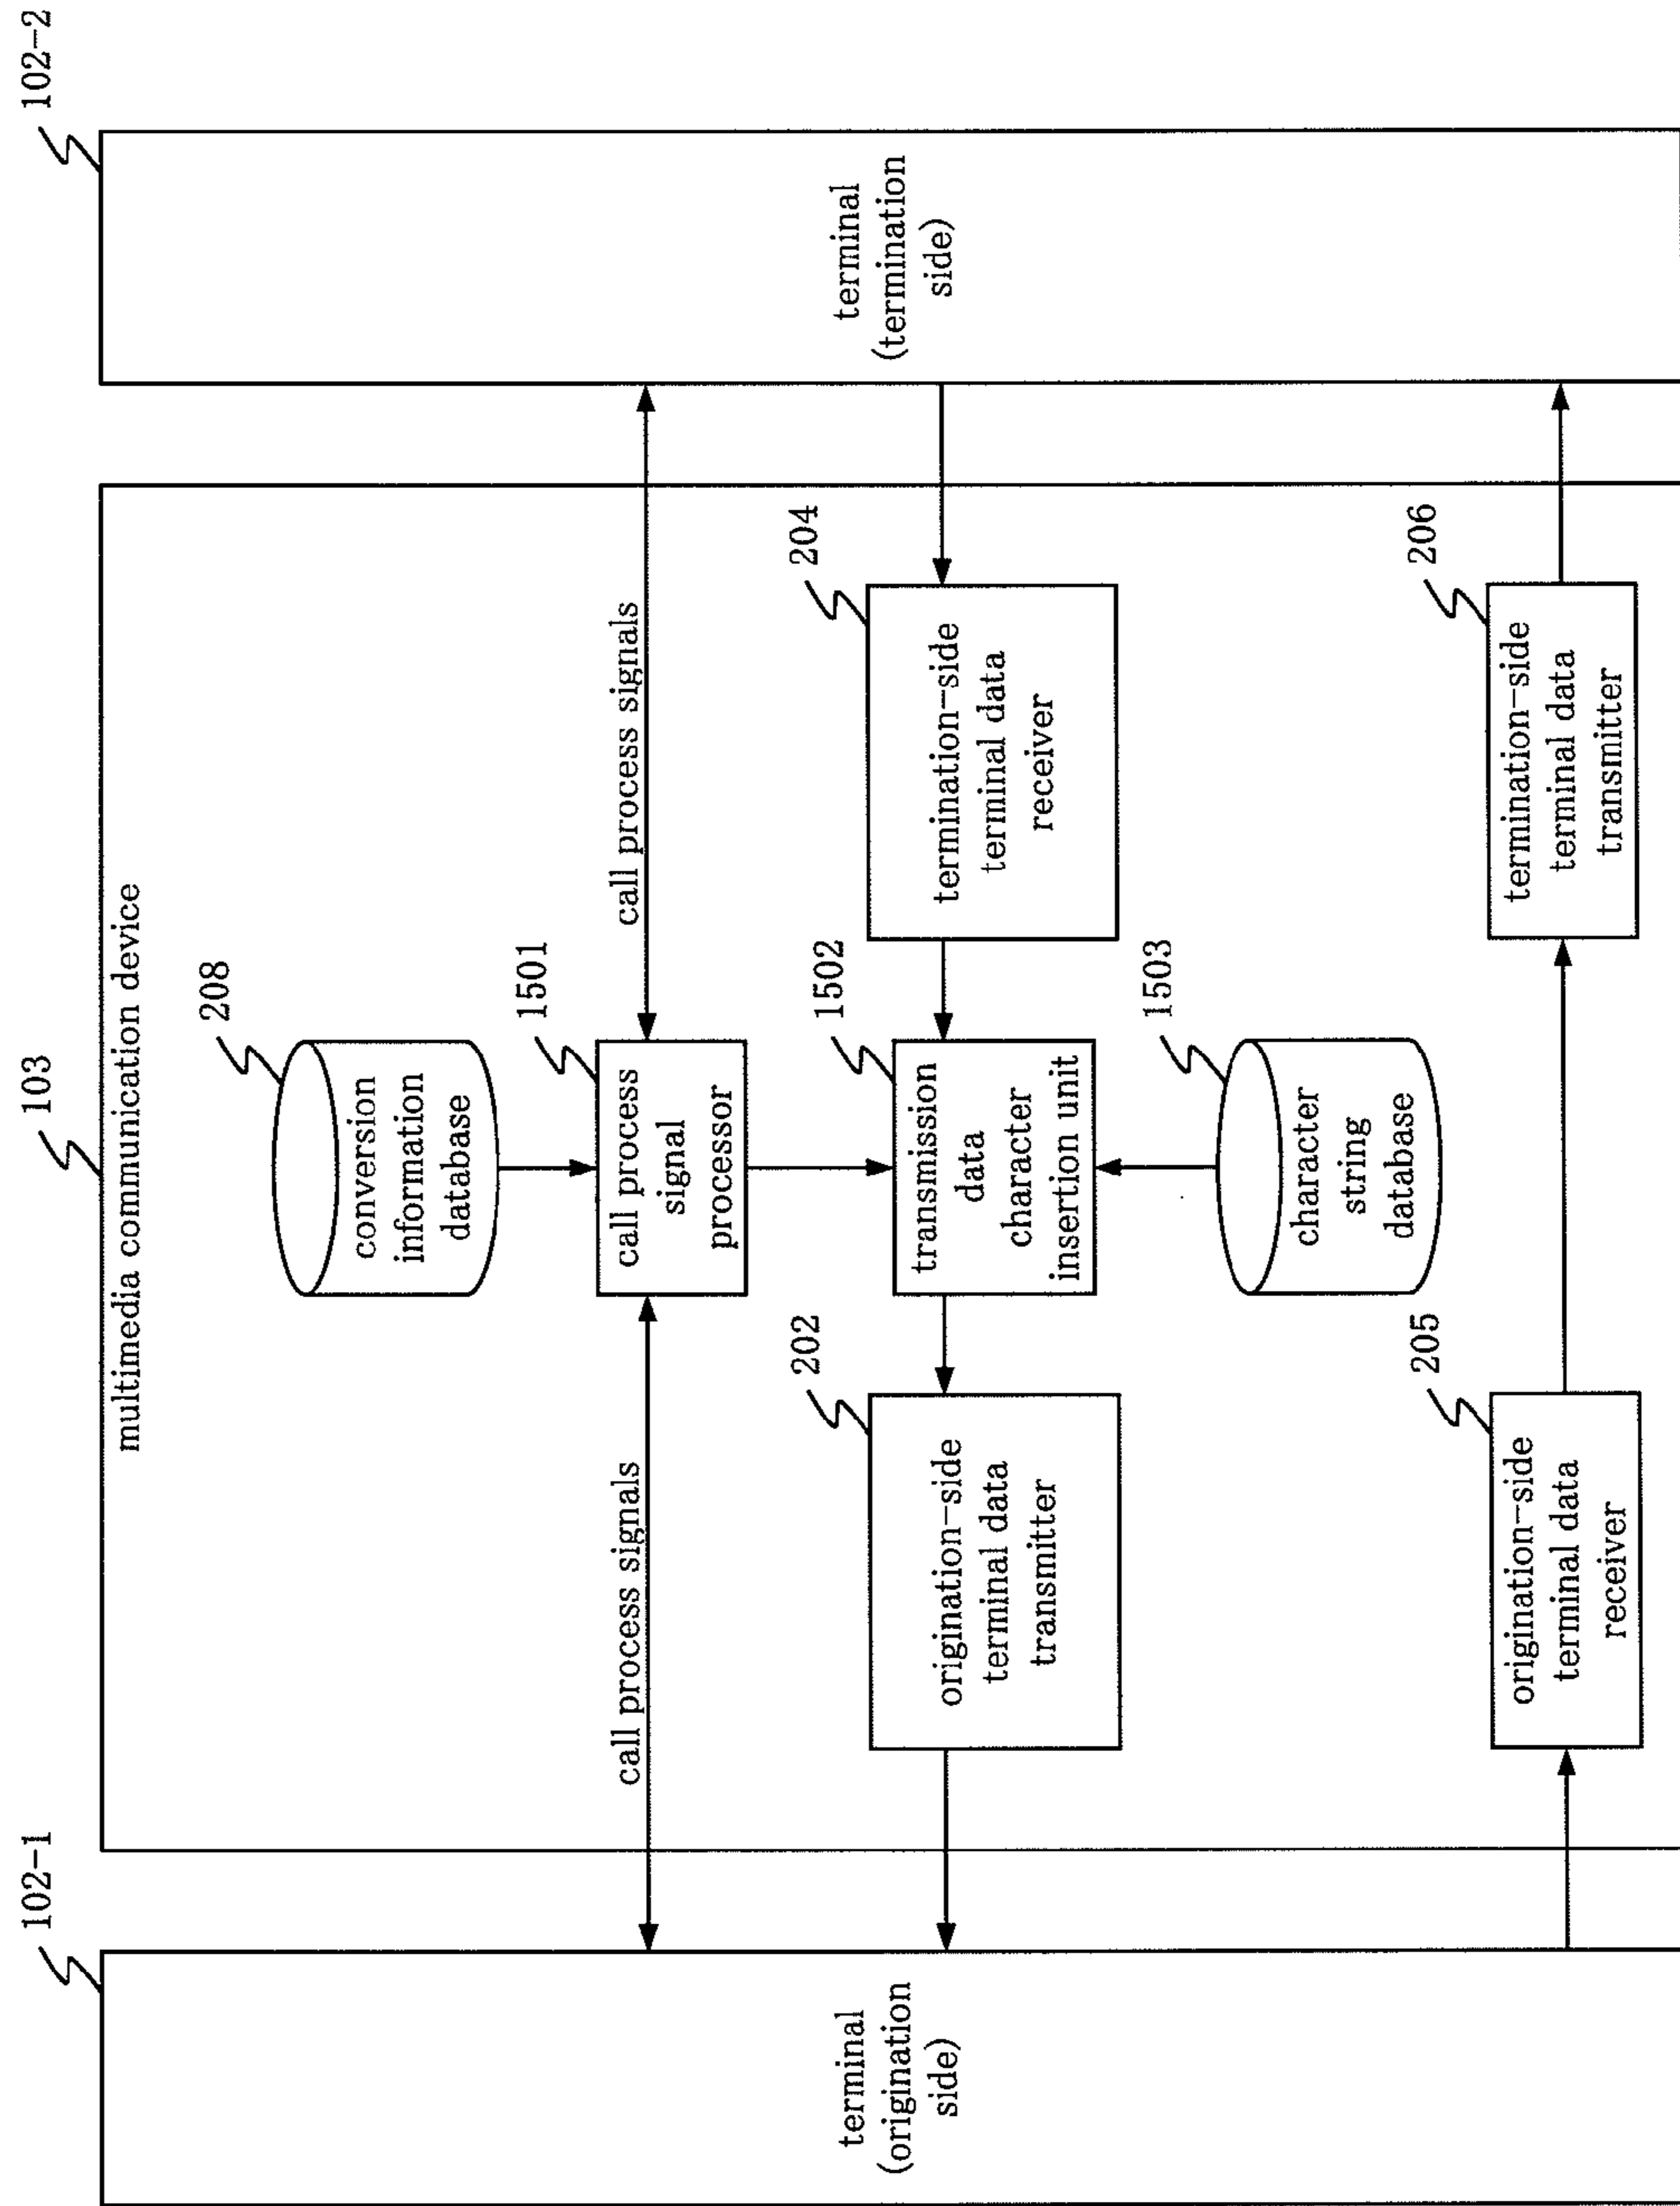 102-1
103
102-2
multimedia communication device
208
conversion
information
database
1501
call process signals
call process
signal
processor
call process signals
terminal
(origination
side)
202
origination-side
terminal data
transmitter
1502
transmission
data
character
insertion unit
204
termination-side
terminal data
receiver
terminal
(termination
side)
1503
character
string
database
205
origination-side
terminal data
receiver
206
termination-side
terminal data
transmitter